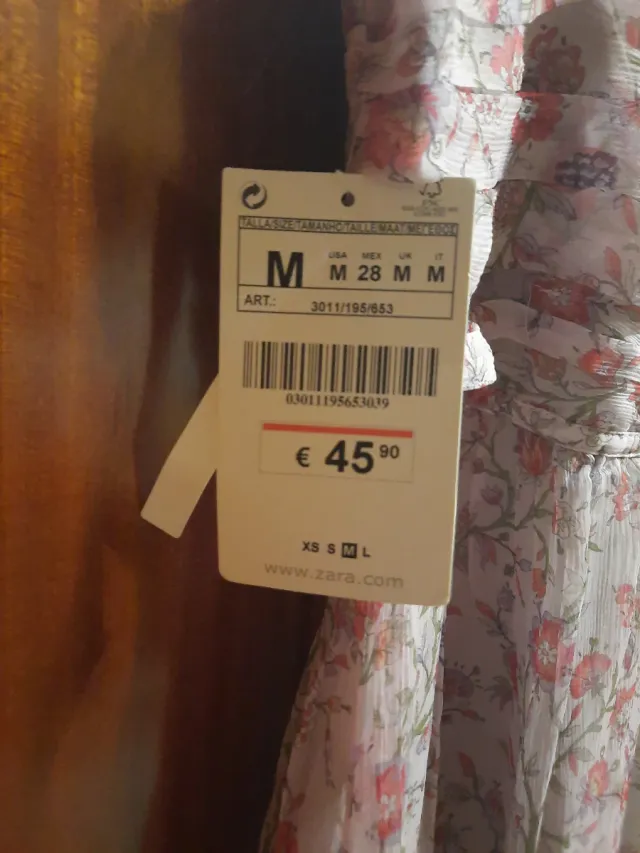 TALLA/SIZE/TAMANHO/TAILLE/MAAT/ΜΕΓΕΘΟΣ
USA MEX UK IT
M M 28 M M
ART.: 3011/195/653
03011195653039
€ 45 90
XS S M L
www.zara.com